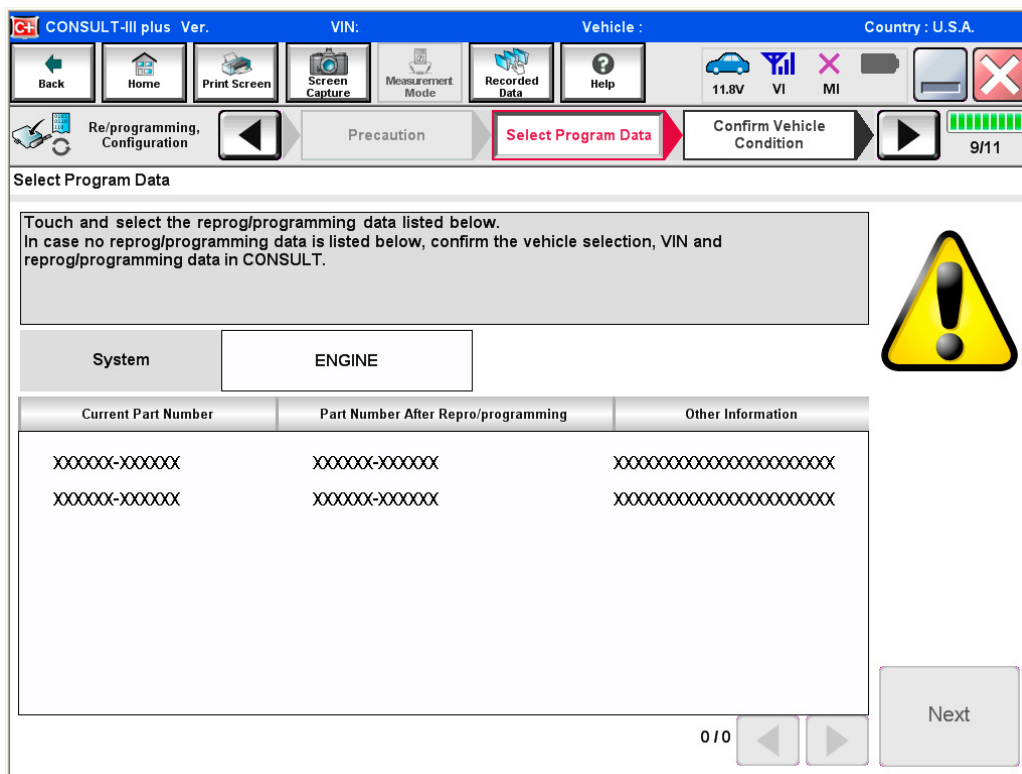 C+ CONSULT-III plus Ver. VIN: Vehicle : Country : U.S.A.
Back
Home
Print Screen
Screen
Capture
Measurement
Mode
Recorded
Data
Help
11.8V
VI
MI
Re/programming,
Configuration
Precaution
Select Program Data
Confirm Vehicle
Condition
9/11
Select Program Data
Touch and select the reprog/programming data listed below.
In case no reprog/programming data is listed below, confirm the vehicle selection, VIN and
reprog/programming data in CONSULT.
System ENGINE
Current Part Number Part Number After Repro/programming Other Information
XXXXXX-XXXXXX XXXXXX-XXXXXX XXXXXXXXXXXXXXXXXXXXXX
XXXXXX-XXXXXX XXXXXX-XXXXXX XXXXXXXXXXXXXXXXXXXXXX
0/0
Next